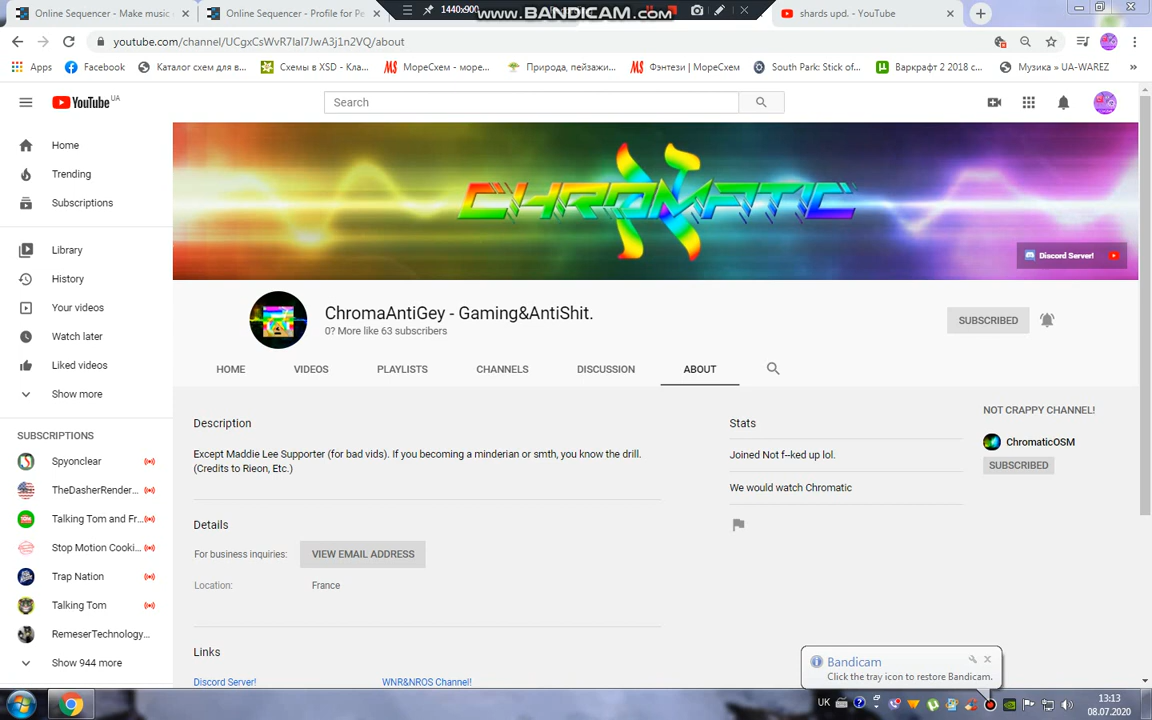 Online Sequencer - Make music
Online Sequencer - Profile for Pe
1440x900
www.BANDICAM.com
shards upd. - YouTube
youtube.com/channel/UCgxCsWvR7Ial7JwA3j1n2VQ/about
Apps
Facebook
Каталог схем для в...
Схемы в XSD - Кла...
МореСхем - море...
Природа, пейзажи...
Фэнтези | МореСхем
South Park: Stick of...
Варкрафт 2 2018 с...
Музика » UA-WAREZ
»
YouTube UA
Search
Home
Trending
Subscriptions
Library
History
Your videos
Watch later
Liked videos
Show more
SUBSCRIPTIONS
Spyonclear
TheDasherRender...
Talking Tom and Fr...
Stop Motion Cooki...
Trap Nation
Talking Tom
RemeserTechnology...
Show 944 more
CHROMATIC
Discord Server!
ChromaAntiGey - Gaming&AntiShit.
0? More like 63 subscribers
SUBSCRIBED
HOME
VIDEOS
PLAYLISTS
CHANNELS
DISCUSSION
ABOUT
Description
Except Maddie Lee Supporter (for bad vids). If you becoming a minderian or smth, you know the drill.
(Credits to Rieon, Etc.)
Details
For business inquiries:
VIEW EMAIL ADDRESS
Location:
France
Links
Discord Server!
WNR&NROS Channel!
Stats
Joined Not f--ked up lol.
We would watch Chromatic
NOT CRAPPY CHANNEL!
ChromaticOSM
SUBSCRIBED
Bandicam
Click the tray icon to restore Bandicam.
UK
13:13
08.07.2020